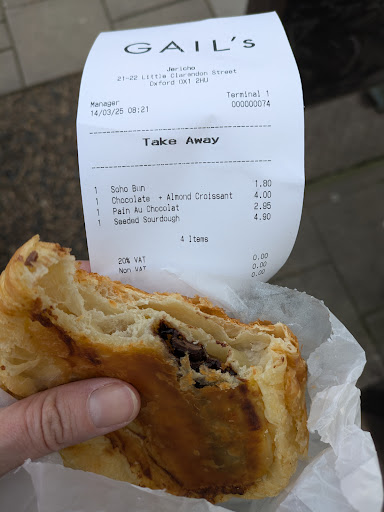 GAIL's
Jericho
21-22 Little Clarendon Street
Oxford OX1 2HU
Manager Terminal 1
14/03/25 08:21 000000074
Take Away
1 Soho Bun 1.80
1 Chocolate + Almond Croissant 4.00
1 Pain Au Chocolat 2.95
1 Seeded Sourdough 4.90
4 Items
20% VAT 0.00
Non VAT 0.00
0.00